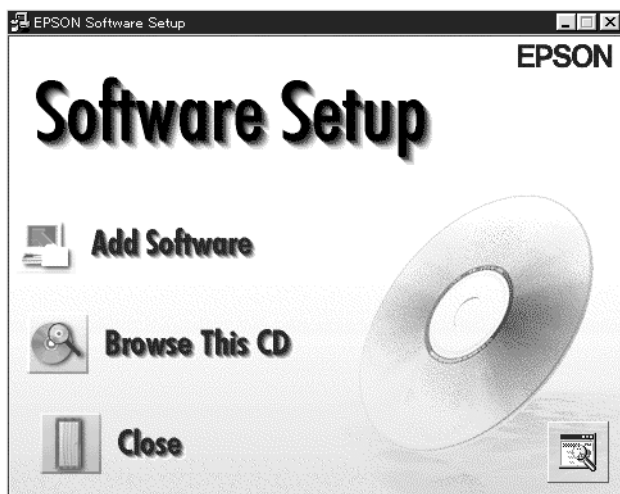 EPSON Software Setup
EPSON
Software Setup
Add Software
Browse This CD
Close